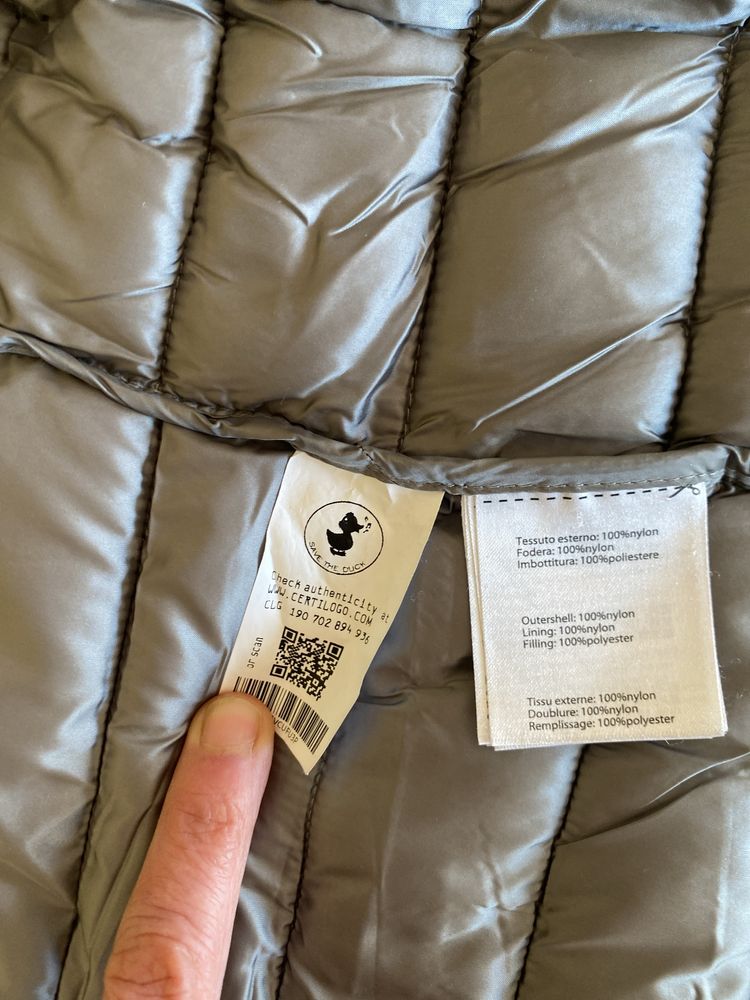 SAVE THE DUCK
Check authenticity at
WWW.CERTILOGO.COM
CLG 190 702 894 936
or scan
Tessuto esterno: 100%nylon
Fodera: 100%nylon
Imbottitura: 100%poliestere
Outershell: 100%nylon
Lining: 100%nylon
Filling: 100%polyester
Tissu externe: 100%nylon
Doublure: 100%nylon
Remplissage: 100%polyester